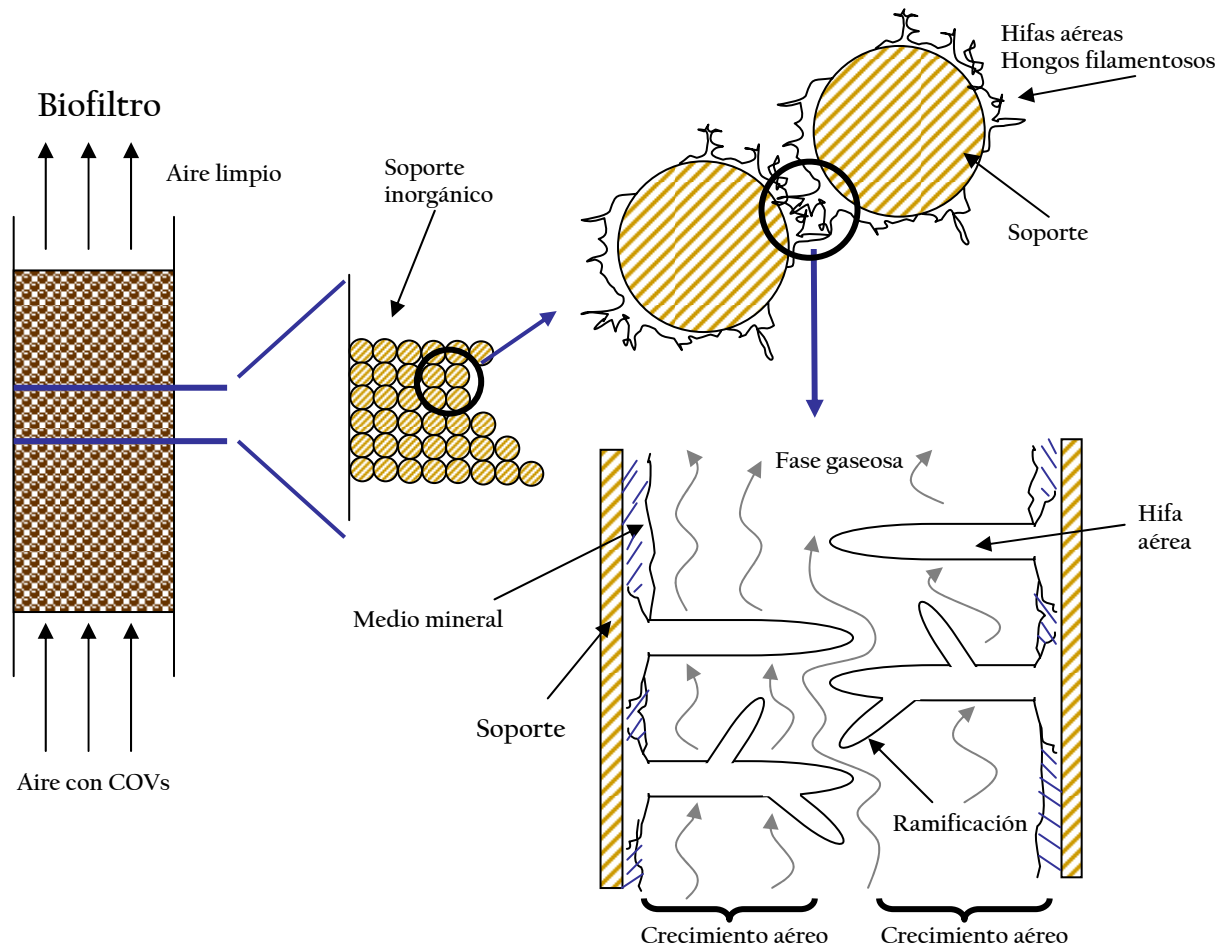 Biofiltro
Aire limpio
Aire con COVs
Soporte
inorgánico
Hifas aéreas
Hongos filamentosos
Soporte
Fase gaseosa
Hifa
aérea
Medio mineral
Soporte
Ramificación
Crecimiento aéreo
Crecimiento aéreo